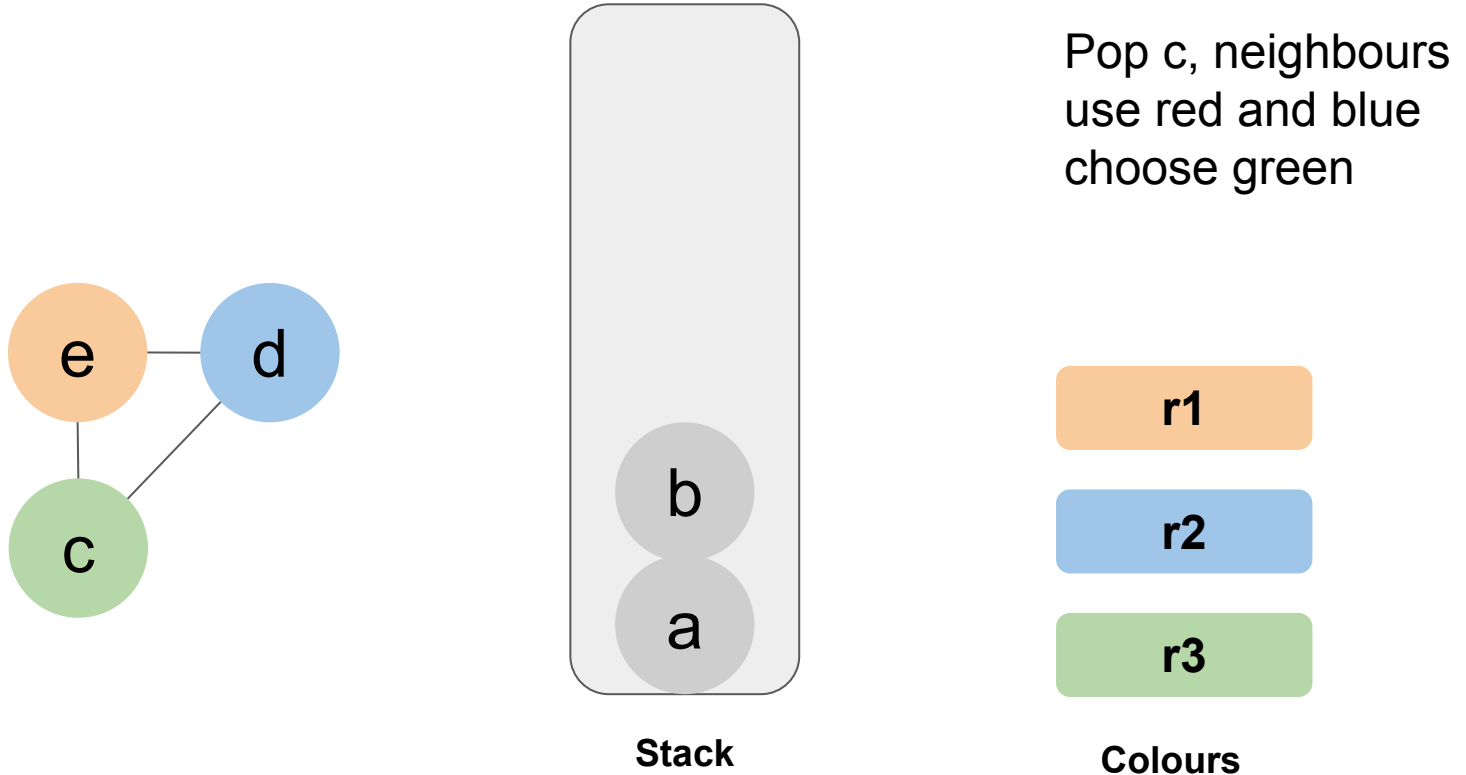 Pop c, neighbours
use red and blue
choose green
e
d
c
b
a
r1
r2
r3
Stack
Colours